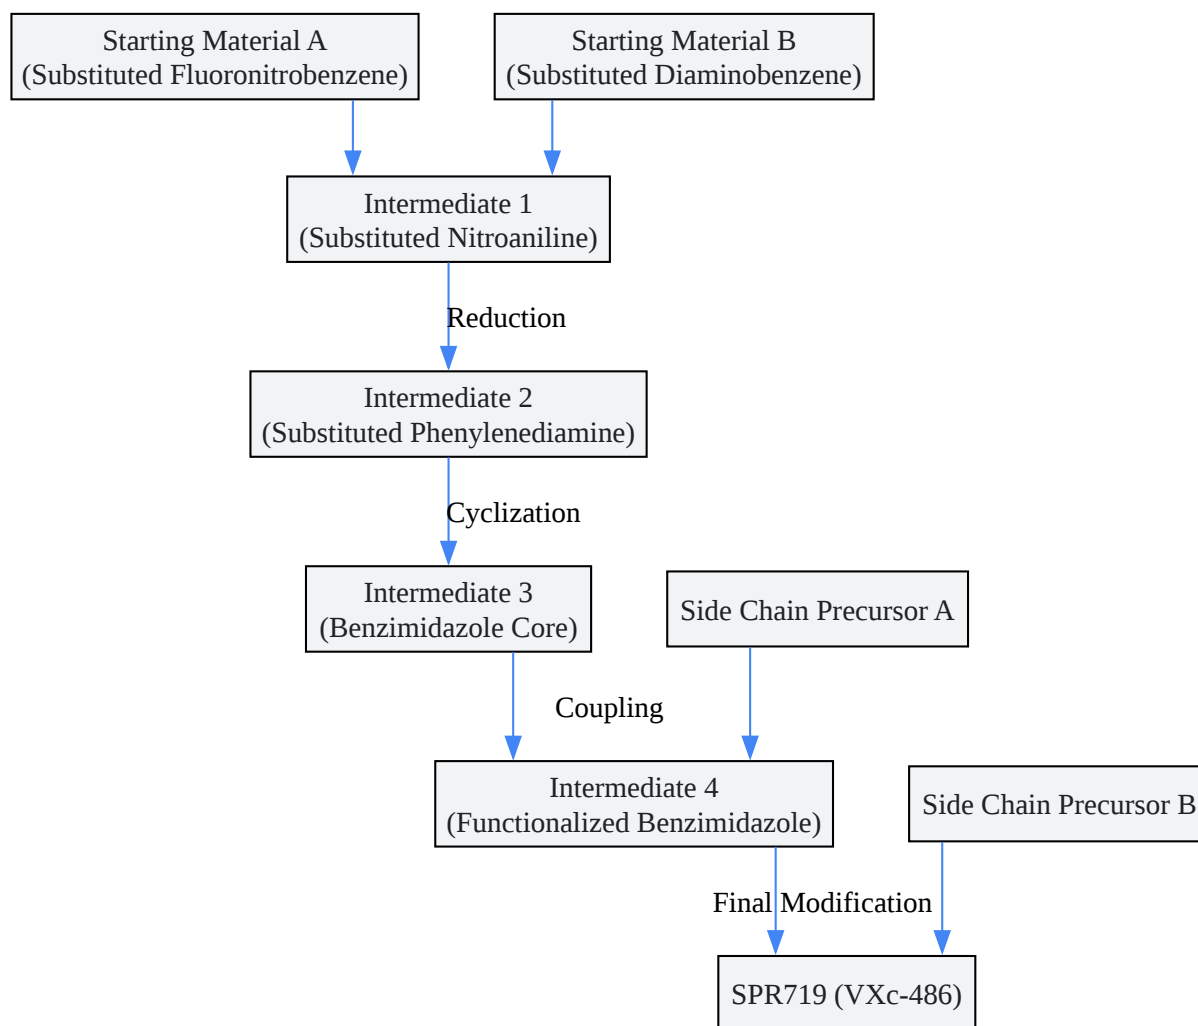 Starting Material A
(Substituted Fluoronitrobenzene)
Starting Material B
(Substituted Diaminobenzene)
Intermediate 1
(Substituted Nitroaniline)
Reduction
Intermediate 2
(Substituted Phenylenediamine)
Cyclization
Intermediate 3
(Benzimidazole Core)
Side Chain Precursor A
Coupling
Intermediate 4
(Functionalized Benzimidazole)
Side Chain Precursor B
Final Modification
SPR719 (VXc-486)